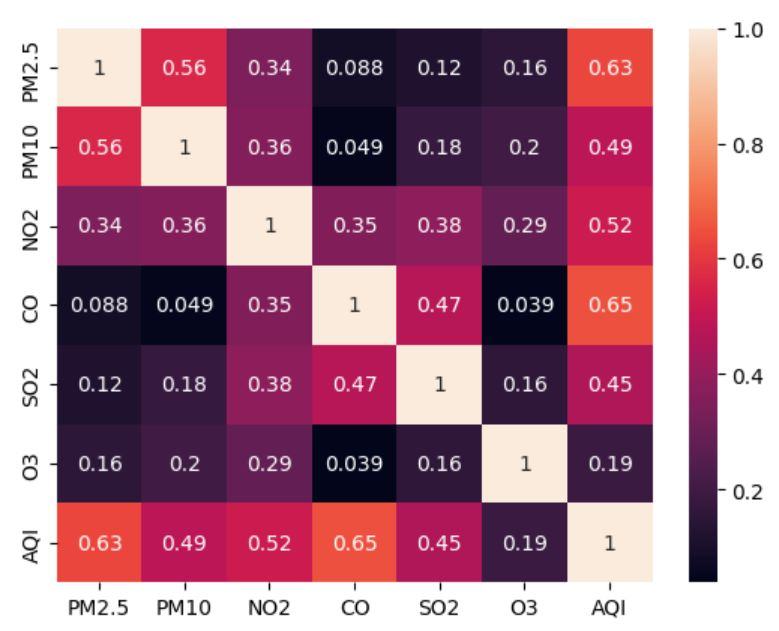 1.0
PM2.5 1 0.56 0.34 0.088 0.12 0.16 0.63
0.8
PM10 0.56 1 0.36 0.049 0.18 0.2 0.49
NO2 0.34 0.36 1 0.35 0.38 0.29 0.52
0.6
CO 0.088 0.049 0.35 1 0.47 0.039 0.65
0.4
SO2 0.12 0.18 0.38 0.47 1 0.16 0.45
O3 0.16 0.2 0.29 0.039 0.16 1 0.19
0.2
AQI 0.63 0.49 0.52 0.65 0.45 0.19 1
PM2.5 PM10 NO2 CO SO2 O3 AQI